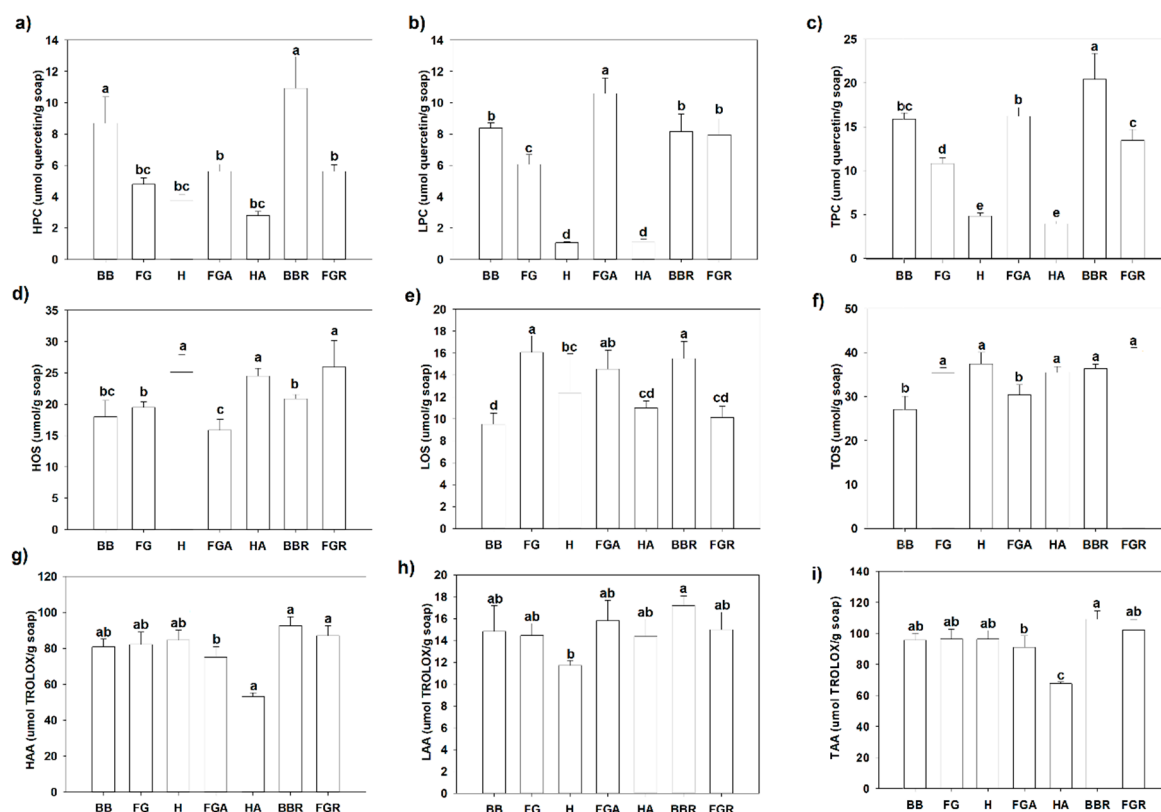 a)
HPC (umol quercetin/g soap)
14
12
10
8
6
4
2
0
a
bc
bc
b
bc
a
b
BB FG H FGA HA BBR FGR
b)
LPC (umol quercetin/g soap)
14
12
10
8
6
4
2
0
b
c
d
a
d
b
b
BB FG H FGA HA BBR FGR
c)
TPC (umol quercetin/g soap)
25
20
15
10
5
0
bc
d
e
b
e
a
c
BB FG H FGA HA BBR FGR
d)
HOS (umol/g soap)
35
30
25
20
15
10
5
0
bc
b
a
c
a
b
a
BB FG H FGA HA BBR FGR
e)
LOS (umol/g soap)
20
18
16
14
12
10
8
6
4
2
0
d
a
bc
ab
cd
a
cd
BB FG H FGA HA BBR FGR
f)
TOS (umol/g soap)
50
40
30
20
10
0
b
a
a
b
a
a
a
BB FG H FGA HA BBR FGR
g)
HAA (umol TROLOX/g soap)
120
100
80
60
40
20
0
ab
ab
ab
b
a
a
a
BB FG H FGA HA BBR FGR
h)
LAA (umol TROLOX/g soap)
20
18
16
14
12
10
8
6
4
2
0
ab
ab
b
ab
ab
a
ab
BB FG H FGA HA BBR FGR
i)
TAA (umol TROLOX/g soap)
140
120
100
80
60
40
20
0
ab
ab
ab
b
c
a
ab
BB FG H FGA HA BBR FGR